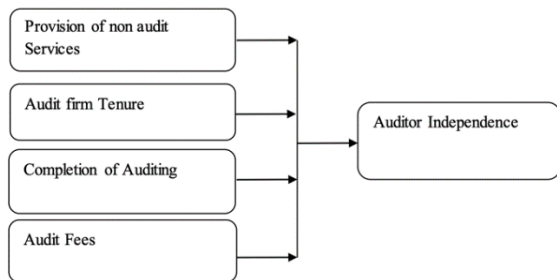 Provision of non audit
Services
Audit firm Tenure
Auditor Independence
Completion of Auditing
Audit Fees